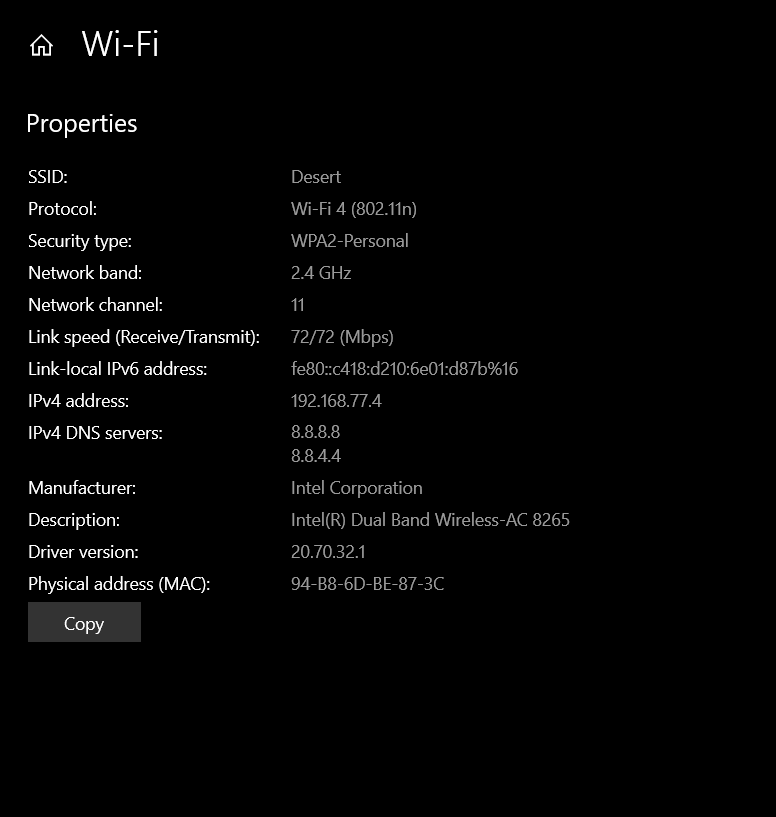 Wi-Fi
Properties
SSID: Desert
Protocol: Wi-Fi 4 (802.11n)
Security type: WPA2-Personal
Network band: 2.4 GHz
Network channel: 11
Link speed (Receive/Transmit): 72/72 (Mbps)
Link-local IPv6 address: fe80::c418:d210:6e01:d87b%16
IPv4 address: 192.168.77.4
IPv4 DNS servers: 8.8.8.8
8.8.4.4
Manufacturer: Intel Corporation
Description: Intel(R) Dual Band Wireless-AC 8265
Driver version: 20.70.32.1
Physical address (MAC): 94-B8-6D-BE-87-3C
Copy